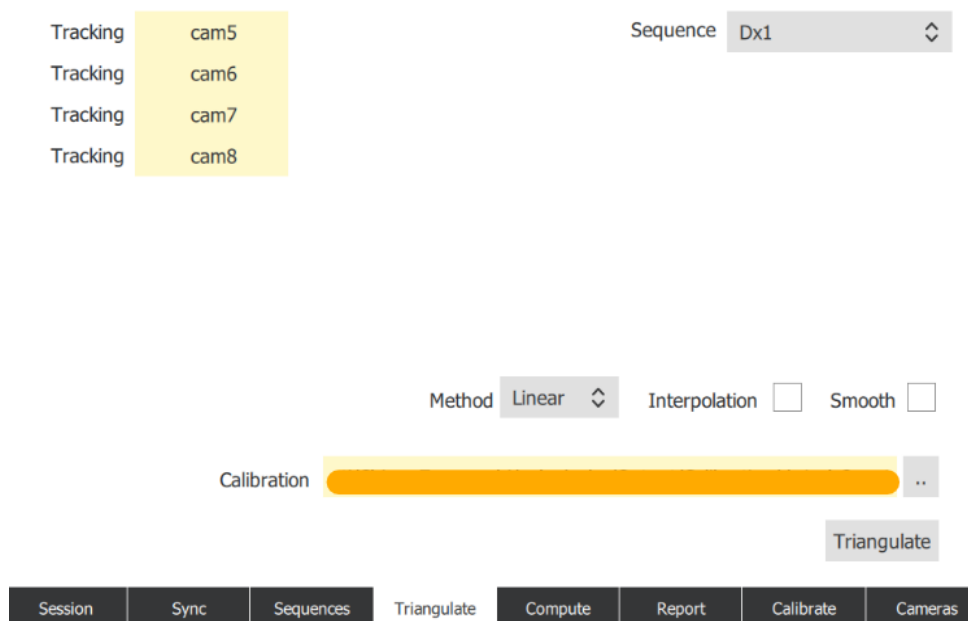 Tracking cam5 Sequence Dx1
Tracking cam6
Tracking cam7
Tracking cam8
Method Linear Interpolation Smooth
Calibration ..
Triangulate
Session Sync Sequences Triangulate Compute Report Calibrate Cameras